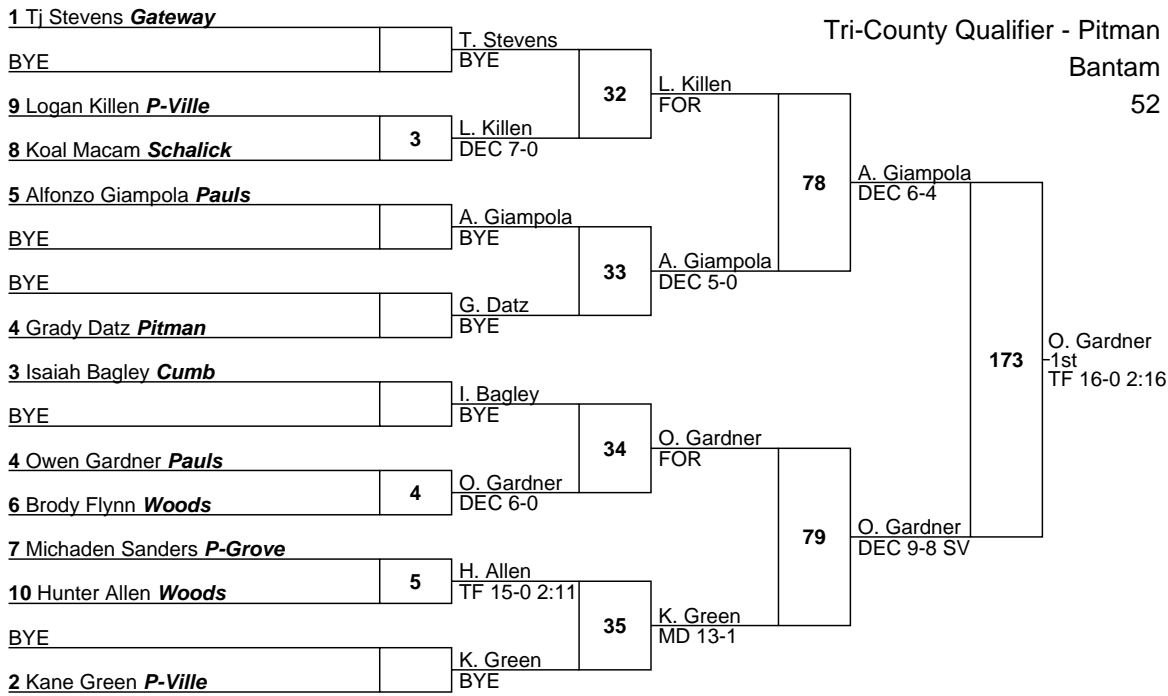 Tri-County Qualifier - Pitman
Bantam
52
1 Tj Stevens Gateway
BYE
9 Logan Killen P-Ville
8 Koal Macam Schalick
5 Alfonzo Giampola Pauls
BYE
BYE
4 Grady Datz Pitman
3 Isaiah Bagley Cumb
BYE
4 Owen Gardner Pauls
6 Brody Flynn Woods
7 Michaden Sanders P-Grove
10 Hunter Allen Woods
BYE
2 Kane Green P-Ville
3
4
5
T. Stevens
BYE
L. Killen
DEC 7-0
A. Giampola
BYE
G. Datz
BYE
I. Bagley
BYE
O. Gardner
DEC 6-0
H. Allen
TF 15-0 2:11
K. Green
BYE
32
33
34
35
L. Killen
FOR
A. Giampola
DEC 5-0
O. Gardner
FOR
K. Green
MD 13-1
78
79
A. Giampola
DEC 6-4
O. Gardner
DEC 9-8 SV
173
O. Gardner
1st
TF 16-0 2:16